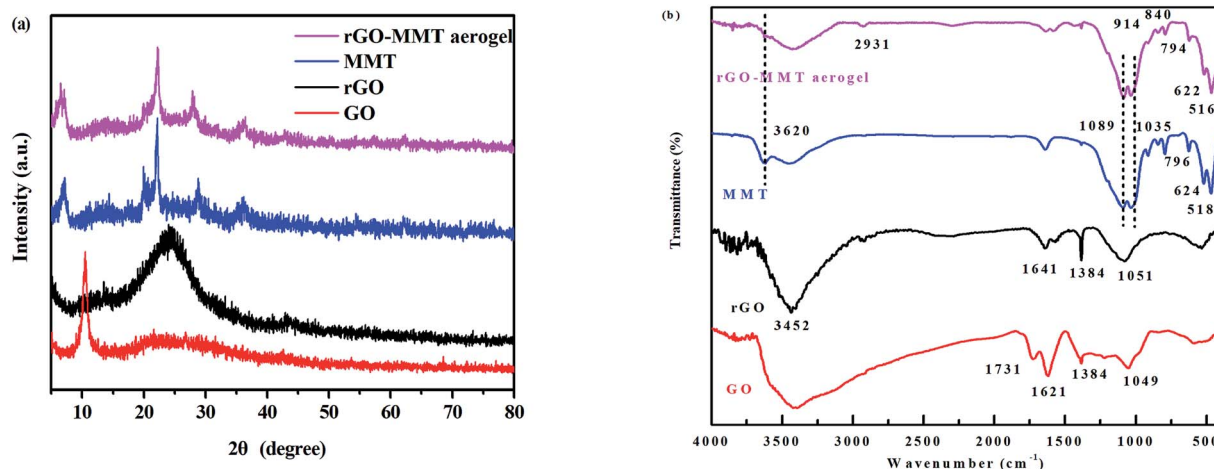 (a)
rGO-MMT aerogel
MMT
rGO
GO
Intensity (a.u.)
10 20 30 40 50 60 70 80
2θ (degree)
(b)
840
914
2931
794
rGO-MMT aerogel
622
516
3620
1089
1035
796
MMT
624
518
Transmittance (%)
1641
1384
1051
rGO
3452
1731
1384
GO
1621
1049
4000 3500 3000 2500 2000 1500 1000 500
Wavenumber (cm⁻¹)